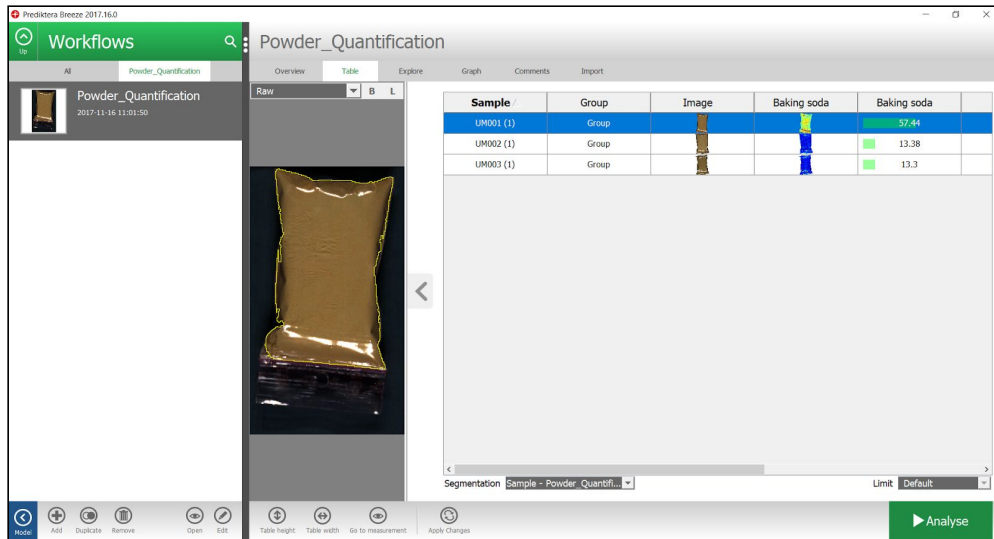 Prediktera Breeze 2017.16.0
Up
Workflows
Powder_Quantification
All
Powder_Quantification
Overview
Table
Explore
Graph
Comments
Import
Powder_Quantification
2017-11-16 11:01:50
Raw
B L
Sample Group Image Baking soda Baking soda
UM001 (1) Group 57.44
UM002 (1) Group 13.38
UM003 (1) Group 13.3
Segmentation Sample - Powder_Quantifi...
Limit Default
Model
Add
Duplicate
Remove
Open
Edit
Table height
Table width
Go to measurement
Apply Changes
Analyse